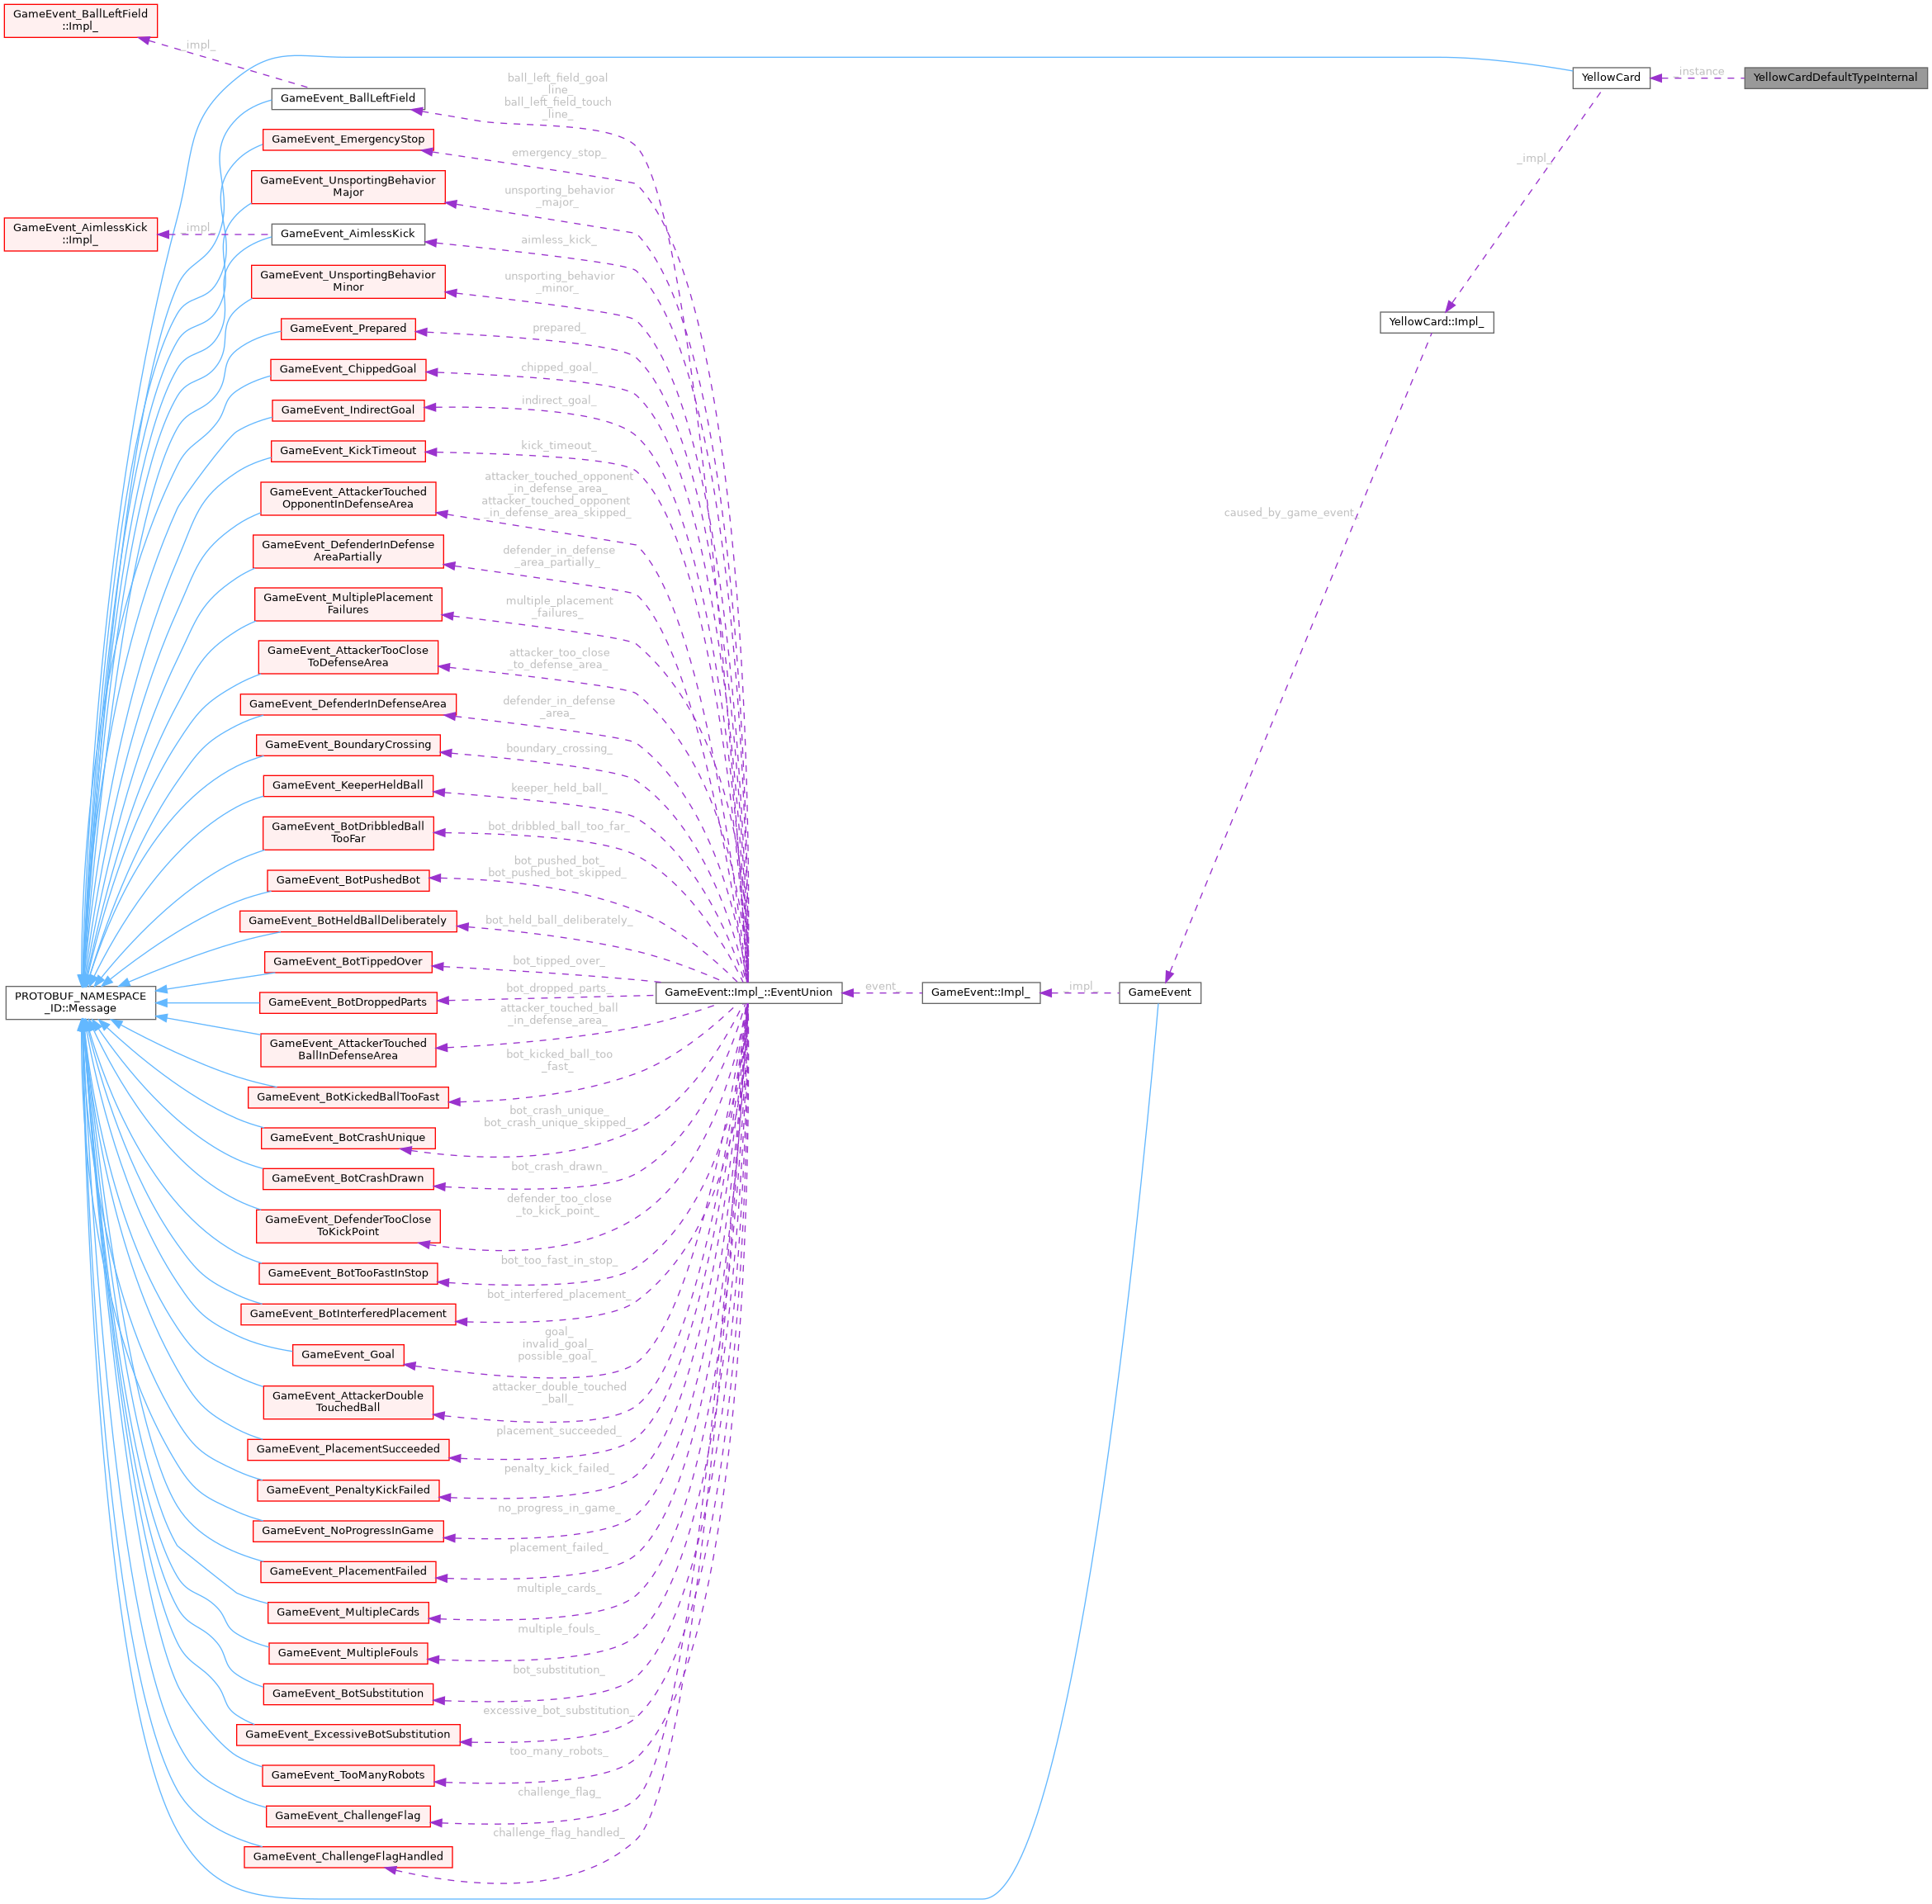 GameEvent_BallLeftField
::Impl_
_impl_
YellowCard
_instance
YellowCardDefaultTypeInternal
ball_left_field_goal
_line_
ball_left_field_touch
_line_
GameEvent_BallLeftField
GameEvent_EmergencyStop
emergency_stop_
_impl_
GameEvent_UnsportingBehavior
Major
unsporting_behavior
_major_
GameEvent_AimlessKick
::Impl_
_impl_
GameEvent_AimlessKick
aimless_kick_
GameEvent_UnsportingBehavior
Minor
unsporting_behavior
_minor_
YellowCard::Impl_
GameEvent_Prepared
prepared_
GameEvent_ChippedGoal
chipped_goal_
GameEvent_IndirectGoal
indirect_goal_
GameEvent_KickTimeout
kick_timeout_
GameEvent_AttackerTouched
OpponentInDefenseArea
attacker_touched_opponent
_in_defense_area_
attacker_touched_opponent
_in_defense_area_skipped_
caused_by_game_event_
GameEvent_DefenderInDefense
AreaPartially
defender_in_defense
_area_partially_
GameEvent_MultiplePlacement
Failures
multiple_placement
_failures_
GameEvent_AttackerTooClose
ToDefenseArea
attacker_too_close
_to_defense_area_
GameEvent_DefenderInDefenseArea
defender_in_defense
_area_
GameEvent_BoundaryCrossing
boundary_crossing_
GameEvent_KeeperHeldBall
keeper_held_ball_
GameEvent_BotDribbledBall
TooFar
bot_dribbled_ball_too_far_
GameEvent_BotPushedBot
bot_pushed_bot_
bot_pushed_bot_skipped_
GameEvent_BotHeldBallDeliberately
bot_held_ball_deliberately_
GameEvent_BotTippedOver
bot_tipped_over_
PROTOBUF_NAMESPACE
_ID::Message
GameEvent_BotDroppedParts
bot_dropped_parts_
GameEvent::Impl_::EventUnion
event_
GameEvent::Impl_
_impl_
GameEvent
GameEvent_AttackerTouched
BallInDefenseArea
attacker_touched_ball
_in_defense_area_
GameEvent_BotKickedBallTooFast
bot_kicked_ball_too
_fast_
GameEvent_BotCrashUnique
bot_crash_unique_
bot_crash_unique_skipped_
GameEvent_BotCrashDrawn
bot_crash_drawn_
GameEvent_DefenderTooClose
ToKickPoint
defender_too_close
_to_kick_point_
GameEvent_BotTooFastInStop
bot_too_fast_in_stop_
GameEvent_BotInterferedPlacement
bot_interfered_placement_
GameEvent_Goal
goal_
invalid_goal_
possible_goal_
GameEvent_AttackerDouble
TouchedBall
attacker_double_touched
_ball_
GameEvent_PlacementSucceeded
placement_succeeded_
GameEvent_PenaltyKickFailed
penalty_kick_failed_
GameEvent_NoProgressInGame
no_progress_in_game_
GameEvent_PlacementFailed
placement_failed_
GameEvent_MultipleCards
multiple_cards_
GameEvent_MultipleFouls
multiple_fouls_
GameEvent_BotSubstitution
bot_substitution_
GameEvent_ExcessiveBotSubstitution
excessive_bot_substitution_
GameEvent_TooManyRobots
too_many_robots_
GameEvent_ChallengeFlag
challenge_flag_
GameEvent_ChallengeFlagHandled
challenge_flag_handled_